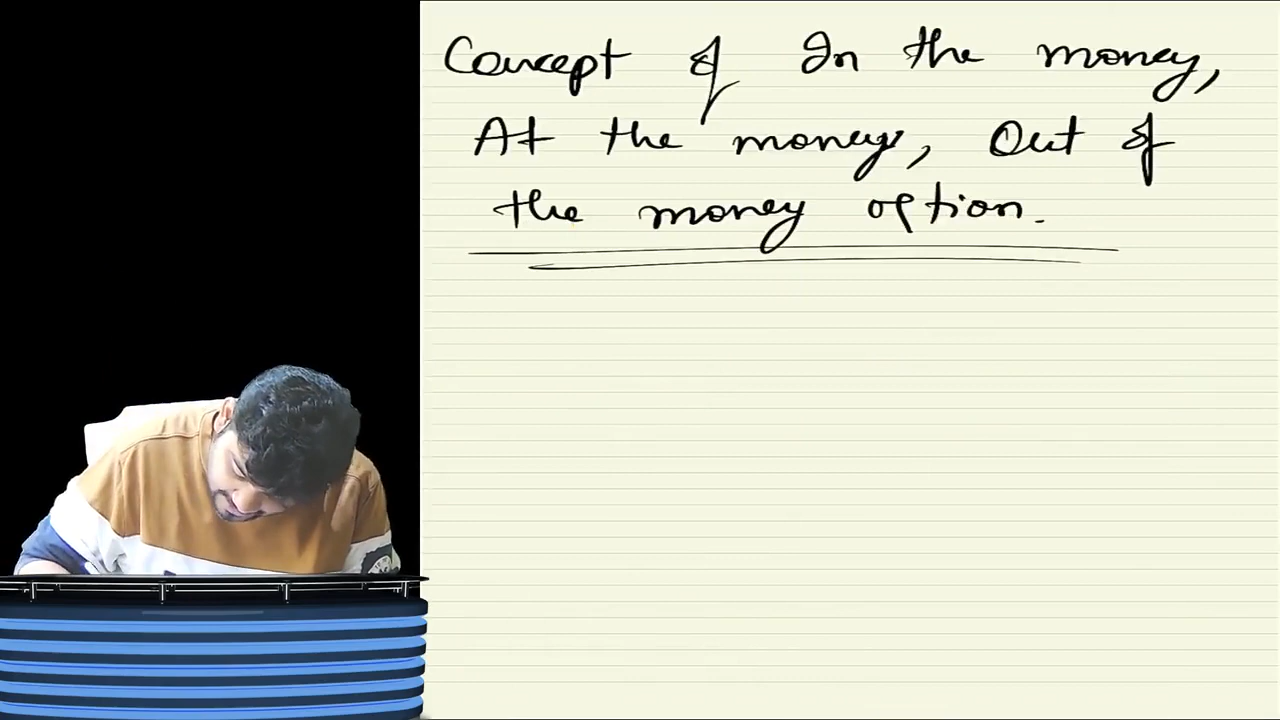 Concept of In the money,
At the money, Out of
the money option.